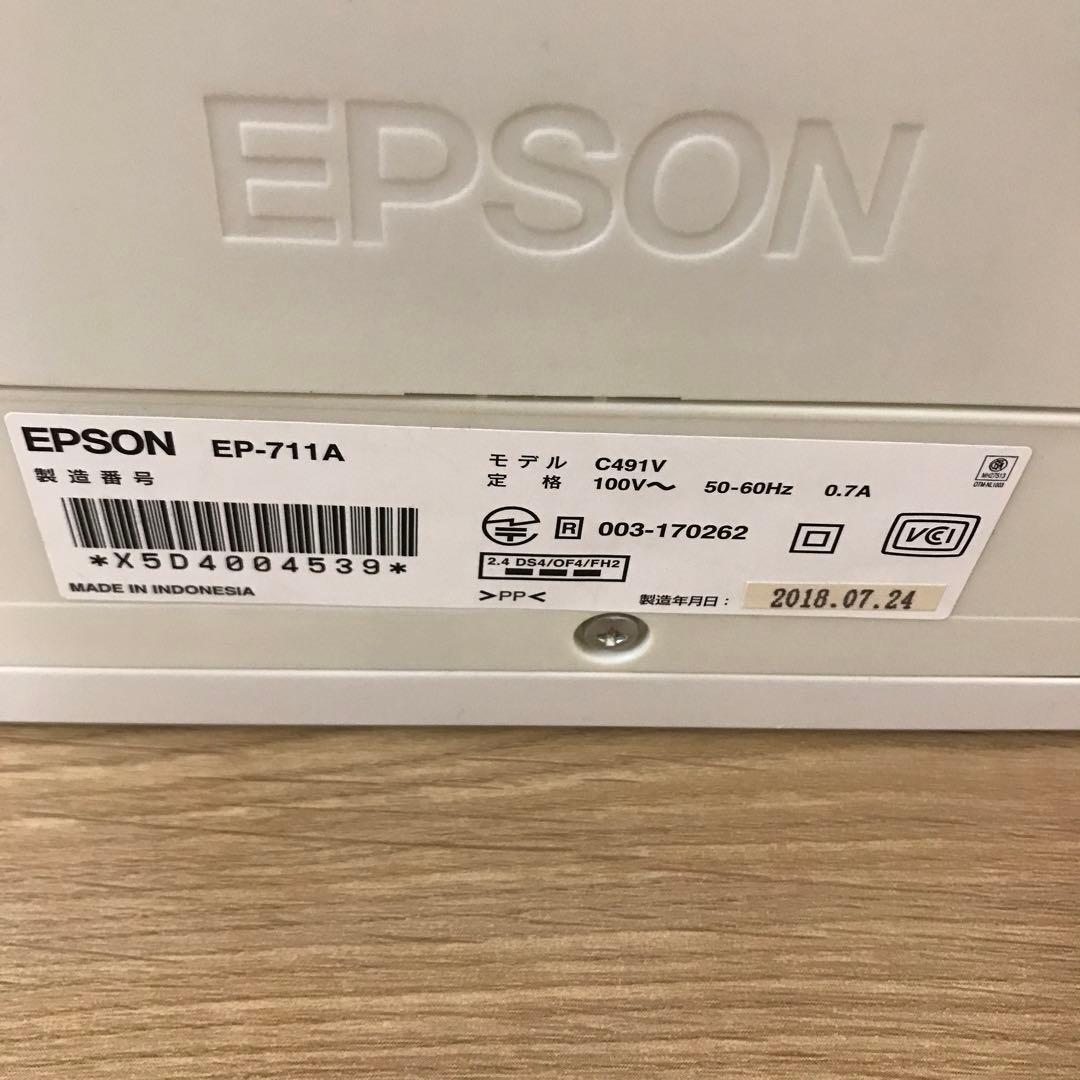 EPSON
EPSON EP-711A
製造番号
*X5D4004539*
MADE IN INDONESIA
モデル C491V
定格 100V〜 50-60Hz 0.7A
R 003-170262
2.4 DS4/OF4/FH2
>PP<
製造年月日: 2018.07.24
VCI
MH27513